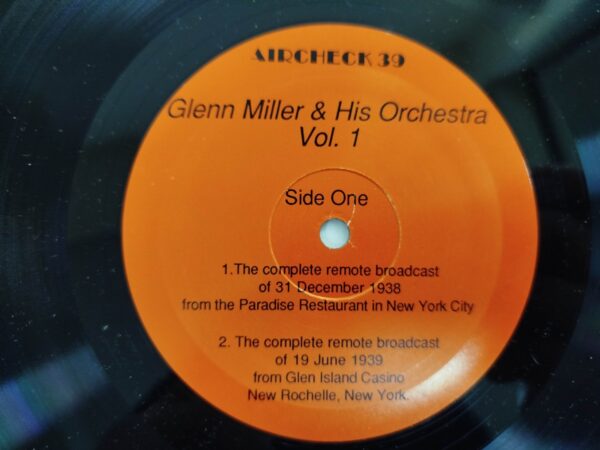 AIRCHECK 39
Glenn Miller & His Orchestra
Vol. 1
Side One
1.The complete remote broadcast
of 31 December 1938
from the Paradise Restaurant in New York City
2. The complete remote broadcast
of 19 June 1939
from Glen Island Casino
New Rochelle, New York.